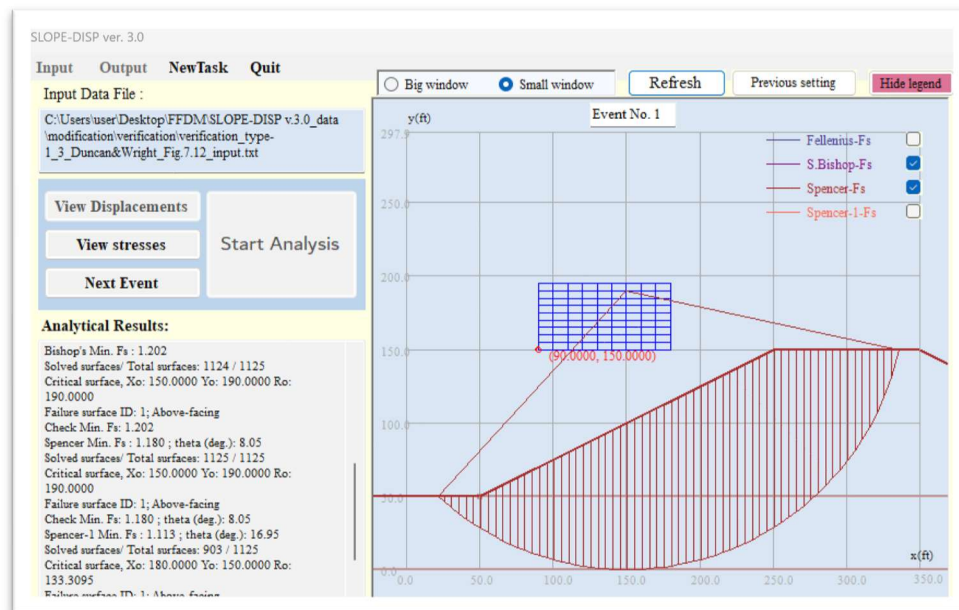 SLOPE-DISP ver. 3.0
Input Output NewTask Quit
Input Data File :
C:\Users\user\Desktop\FFDM\SLOPE-DISP v.3.0_data
\modification\verification\verification_type-
1_3_Duncan&Wright_Fig.7.12_input.txt
View Displacements
View stresses
Next Event
Start Analysis
Analytical Results:
Bishop's Min. Fs : 1.202
Solved surfaces/ Total surfaces: 1124 / 1125
Critical surface, Xo: 150.0000 Yo: 190.0000 Ro:
190.0000
Failure surface ID: 1; Above-facing
Check Min. Fs: 1.202
Spencer Min. Fs : 1.180 ; theta (deg.): 8.05
Solved surfaces/ Total surfaces: 1125 / 1125
Critical surface, Xo: 150.0000 Yo: 190.0000 Ro:
190.0000
Failure surface ID: 1; Above-facing
Check Min. Fs: 1.180 ; theta (deg.): 8.05
Spencer-1 Min. Fs : 1.113 ; theta (deg.): 16.95
Solved surfaces/ Total surfaces: 903 / 1125
Critical surface, Xo: 180.0000 Yo: 150.0000 Ro:
133.3095
Failure surface ID: 1; Above-facing
Big window Small window Refresh Previous setting Hide legend
y(ft) Event No. 1
297.9
Fellenius-Fs
S.Bishop-Fs
Spencer-Fs
Spencer-1-Fs
250.0
200.0
150.0
(90.0000, 150.0000)
100.0
50.0
x(ft)
0.0
0.0 50.0 100.0 150.0 200.0 250.0 300.0 350.0